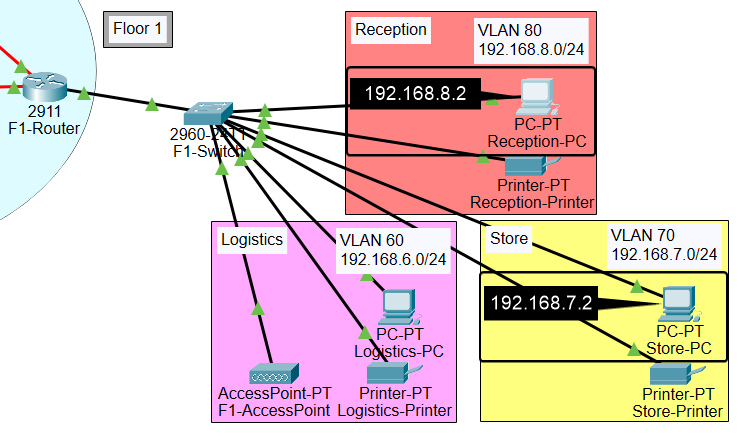 Floor 1
2911
F1-Router
2960-24TT
F1-Switch
Reception
VLAN 80
192.168.8.0/24
192.168.8.2
PC-PT
Reception-PC
Printer-PT
Reception-Printer
Logistics
VLAN 60
192.168.6.0/24
PC-PT
Logistics-PC
AccessPoint-PT
F1-AccessPoint
Printer-PT
Logistics-Printer
Store
VLAN 70
192.168.7.0/24
192.168.7.2
PC-PT
Store-PC
Printer-PT
Store-Printer